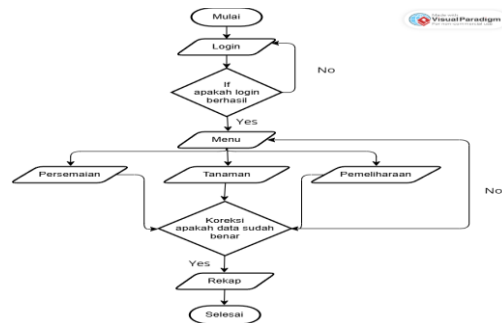 Mulai
Made with
Visual Paradigm
Login
No
If
apakah login
berhasil
Yes
Menu
Persemaian
Tanaman
Pemeliharaan
No
Koreksi
apakah data sudah
benar
Yes
Rekap
Selesai